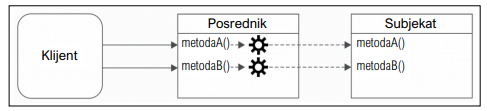 Klijent
Posrednik
metodaA()
metodaB()
Subjekat
metodaA()
metodaB()